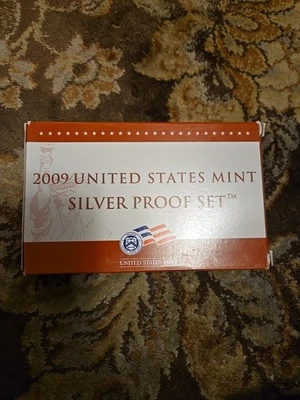 2009 UNITED STATES MINT
SILVER PROOF SET™
UNITED STATES MINT